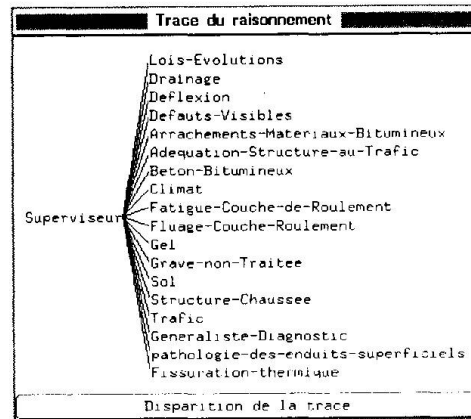 Trace du raisonnement
Lois-Evolutions
Drainage
Deflexion
Defauts-Visibles
Arrachements-Materiaux-Bitumineux
Adequation-Structure-au-Trafic
Beton-Bitumineux
Climat
Fatigue-Couche-de-Roulement
Superviseur
Fluage-Couche-Roulement
Gel
Grave-non-Traitee
Sol
Structure-Chaussee
Trafic
Generaliste-Diagnostic
pathologie-des-enduits-superficiels
Fissuration-thermique
Disparition de la trace